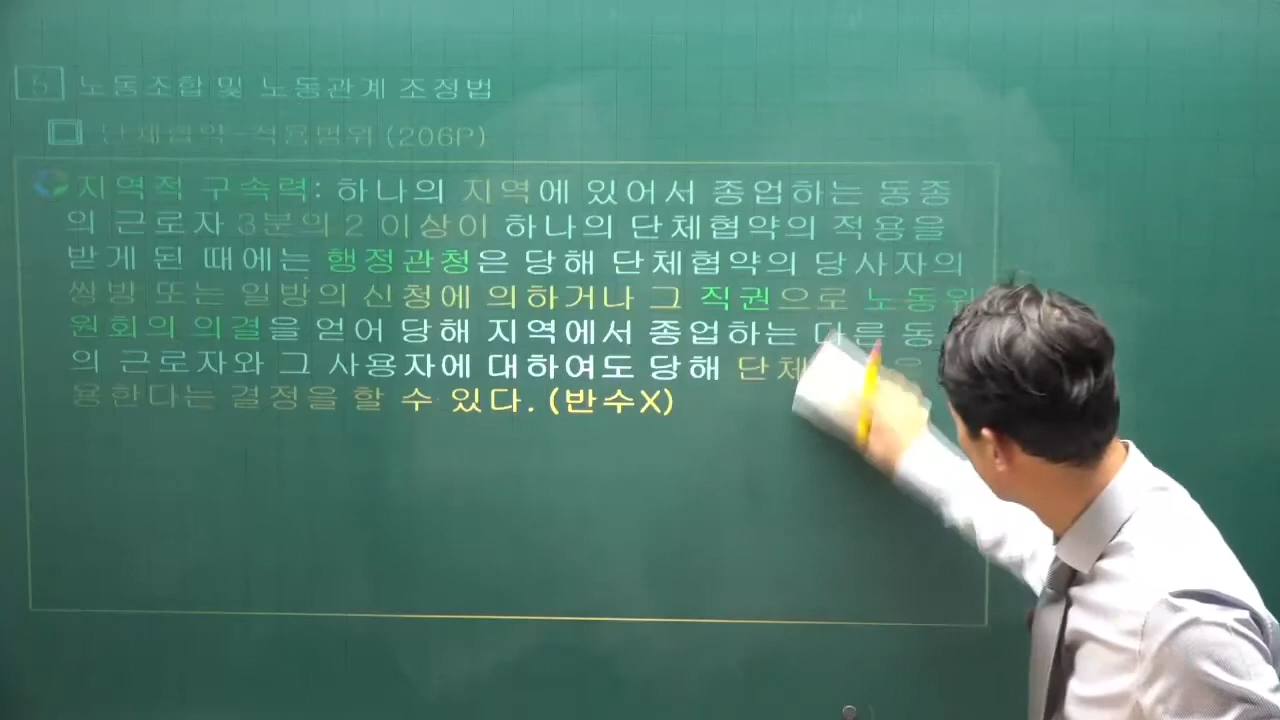 5 노동조합 및 노동관계 조정법
단체협약-적용범위 (206P)
지역적 구속력: 하나의 지역에 있어서 종업하는 동종
의 근로자 3분의 2 이상이 하나의 단체협약의 적용을
받게 된 때에는 행정관청은 당해 단체협약의 당사자의
쌍방 또는 일방의 신청에 의하거나 그 직권으로 노동위
원회의 의결을 얻어 당해 지역에서 종업하는 다른 동
의 근로자와 그 사용자에 대하여도 당해 단체
용한다는 결정을 할 수 있다. (반수X)